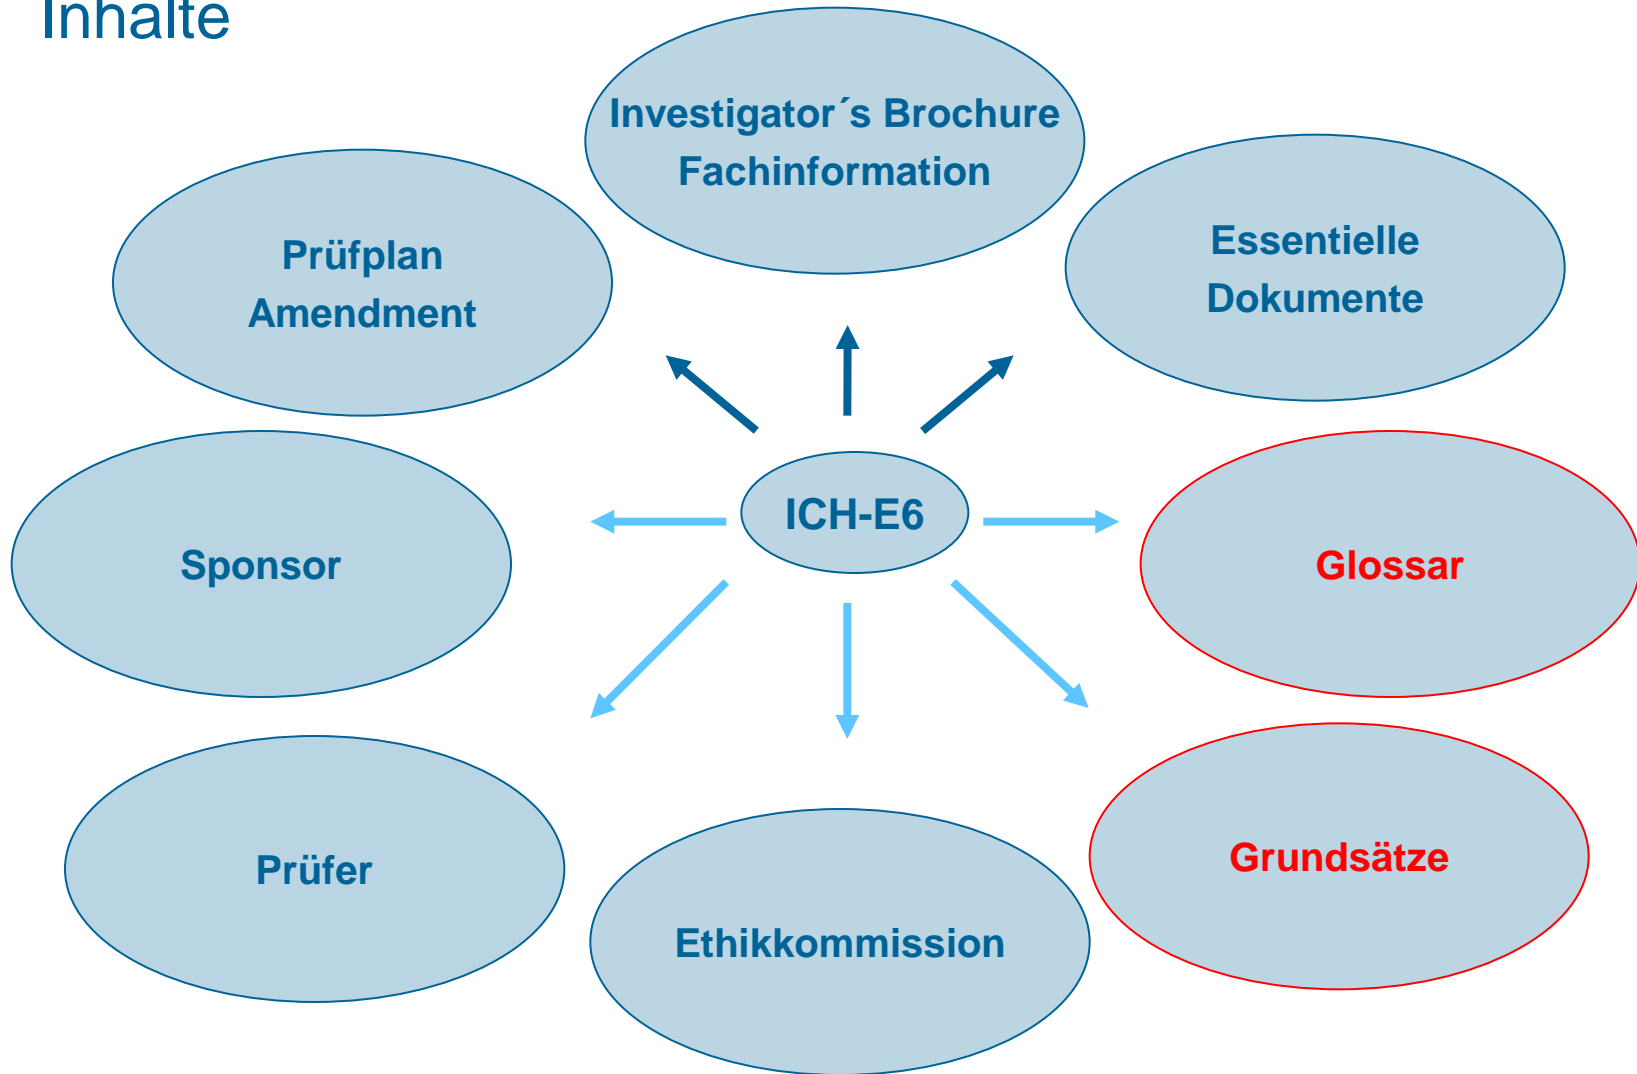 Inhalte
Investigator´s Brochure
Fachinformation
Prüfplan
Amendment
Essentielle
Dokumente
ICH-E6
Sponsor
Glossar
Prüfer
Grundsätze
Ethikkommission